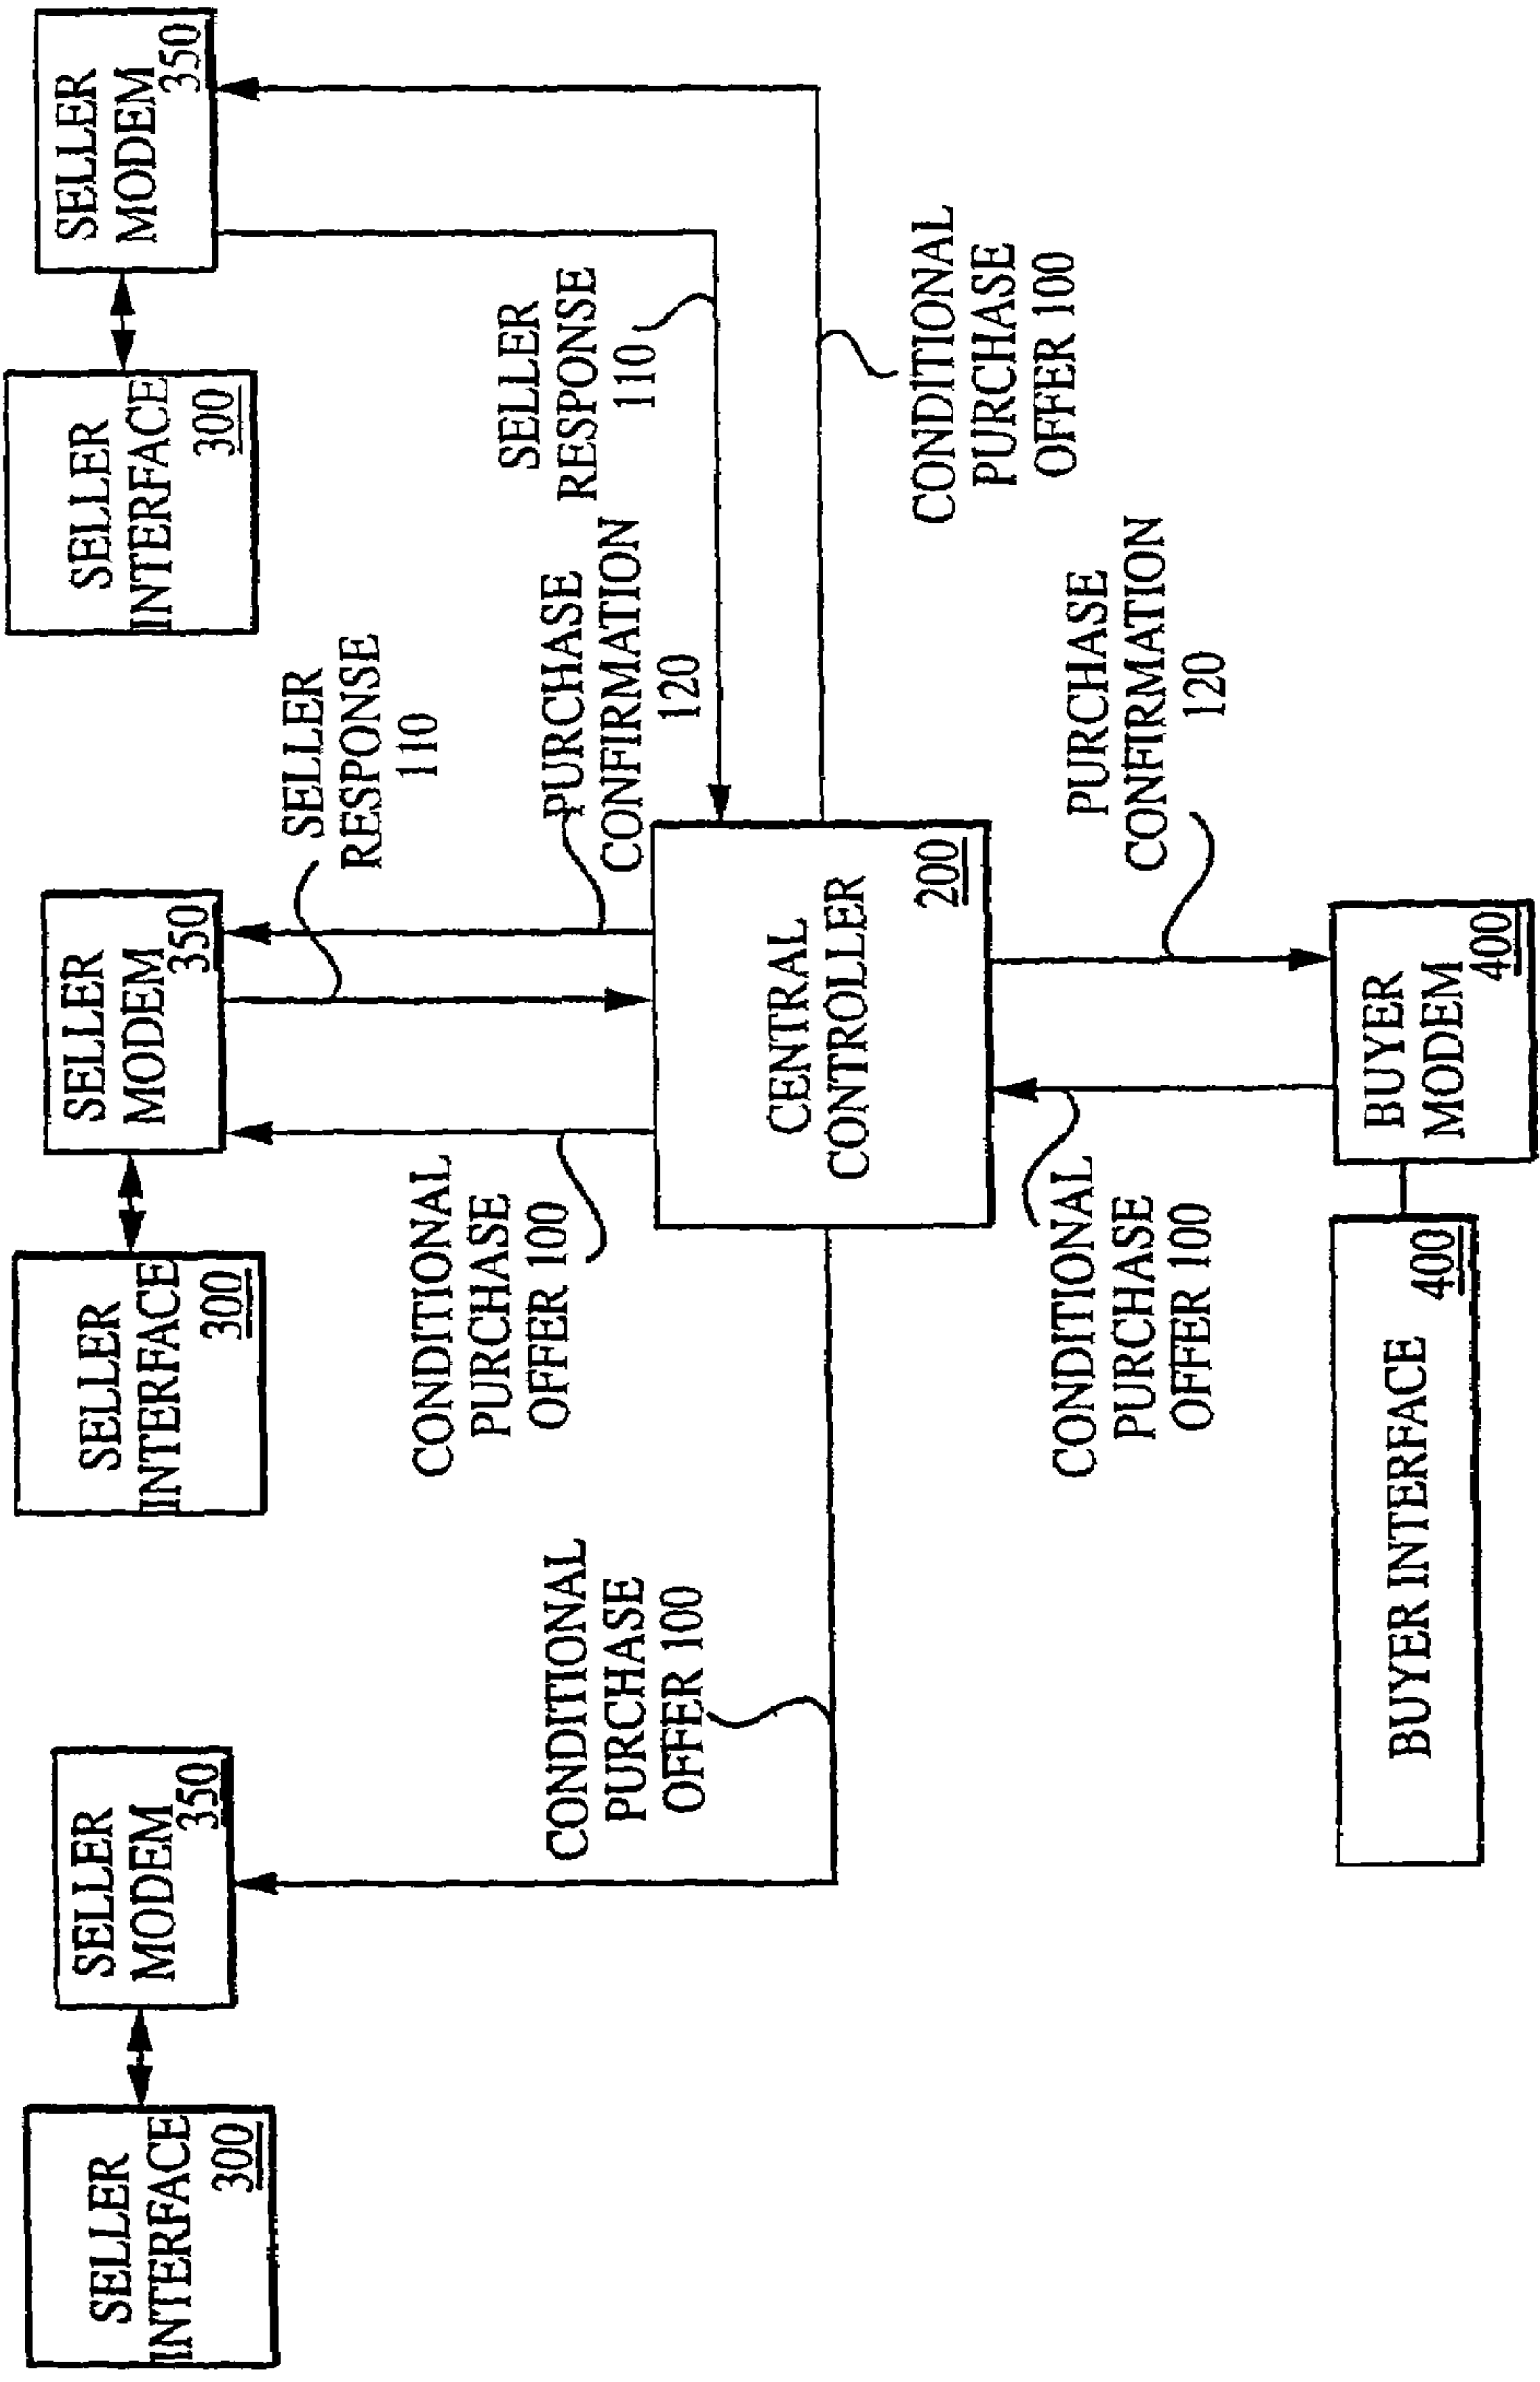 SELLER
INTERFACE
300
SELLER
MODEM
350
SELLER
INTERFACE
300
SELLER
MODEM
350
SELLER
INTERFACE
300
SELLER
MODEM
350
SELLER
RESPONSE
110
CONDITIONAL
PURCHASE
OFFER 100
CONDITIONAL
PURCHASE
OFFER 100
PURCHASE
CONFIRMATION
120
SELLER
RESPONSE
110
CENTRAL
CONTROLLER
200
CONDITIONAL
PURCHASE
OFFER 100
CONDITIONAL
PURCHASE
OFFER 100
PURCHASE
CONFIRMATION
120
BUYER INTERFACE
400
BUYER
MODEM
400